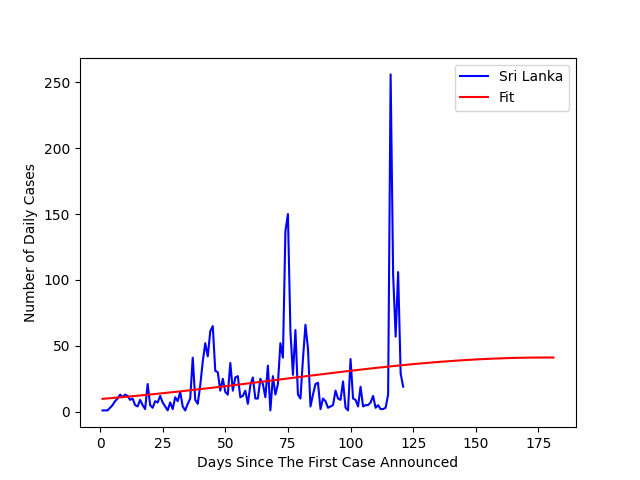 Sri Lanka
Fit
250
200
150
100
50
0
Number of Daily Cases
0 25 50 75 100 125 150 175
Days Since The First Case Announced